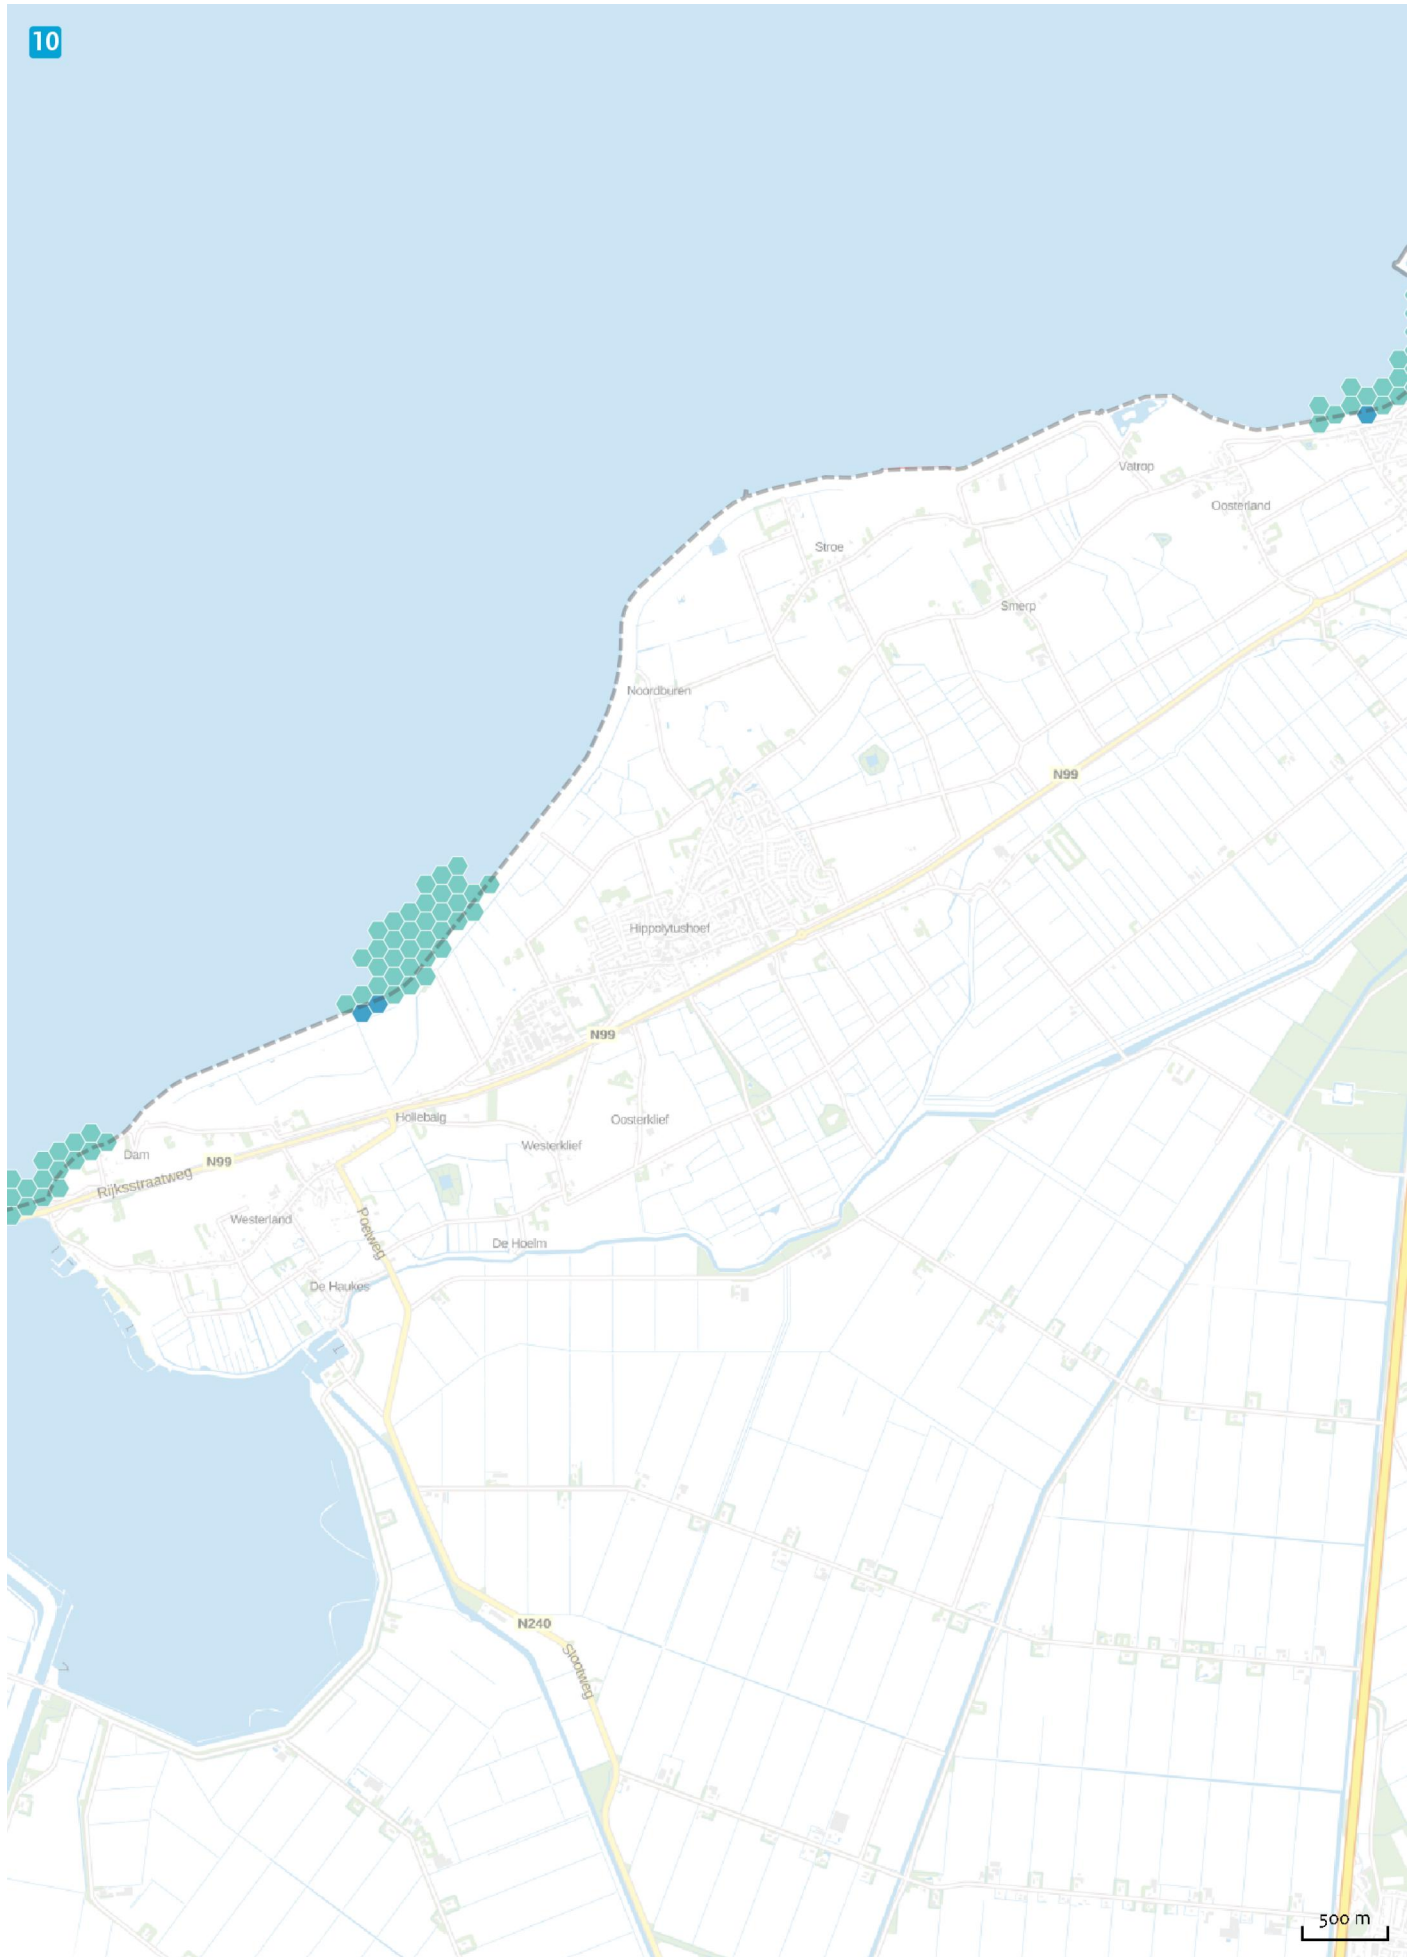 10
Vatrop
Oosterland
Stroe
Smerp
Noordburen
N99
Hippolytushoef
N99
Hollebalg
Oosterklief
Westerklief
Dam
N99
Rijksstraatweg
Westerland
Poelweg
De Hoelm
De Haukes
N240
Slootweg
500 m